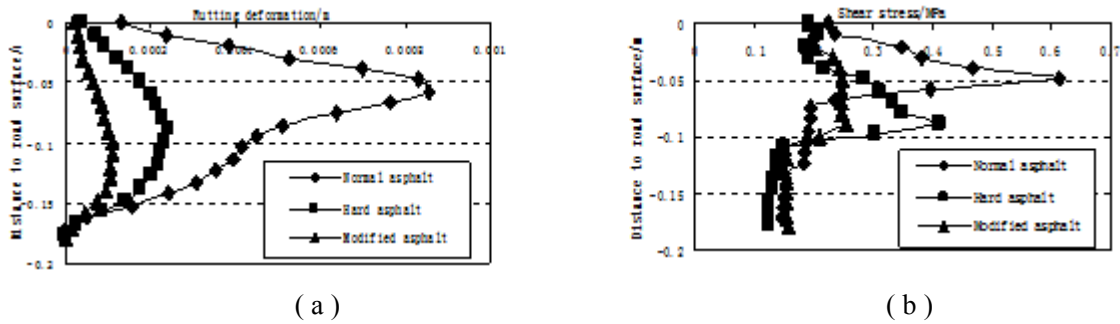 Rutting deformation/m
0 0.0002 0.0006 0.0008 0.001
0
-0.05
-0.1
-0.15
-0.2
Distance to road surface/m
Normal asphalt
Hard asphalt
Modified asphalt
( a )
Shear stress/MPa
0 0.1 0.2 0.3 0.4 0.5 0.6 0.7
0
-0.05
-0.1
-0.15
-0.2
Distance to road surface/m
Normal asphalt
Hard asphalt
Modified asphalt
( b )